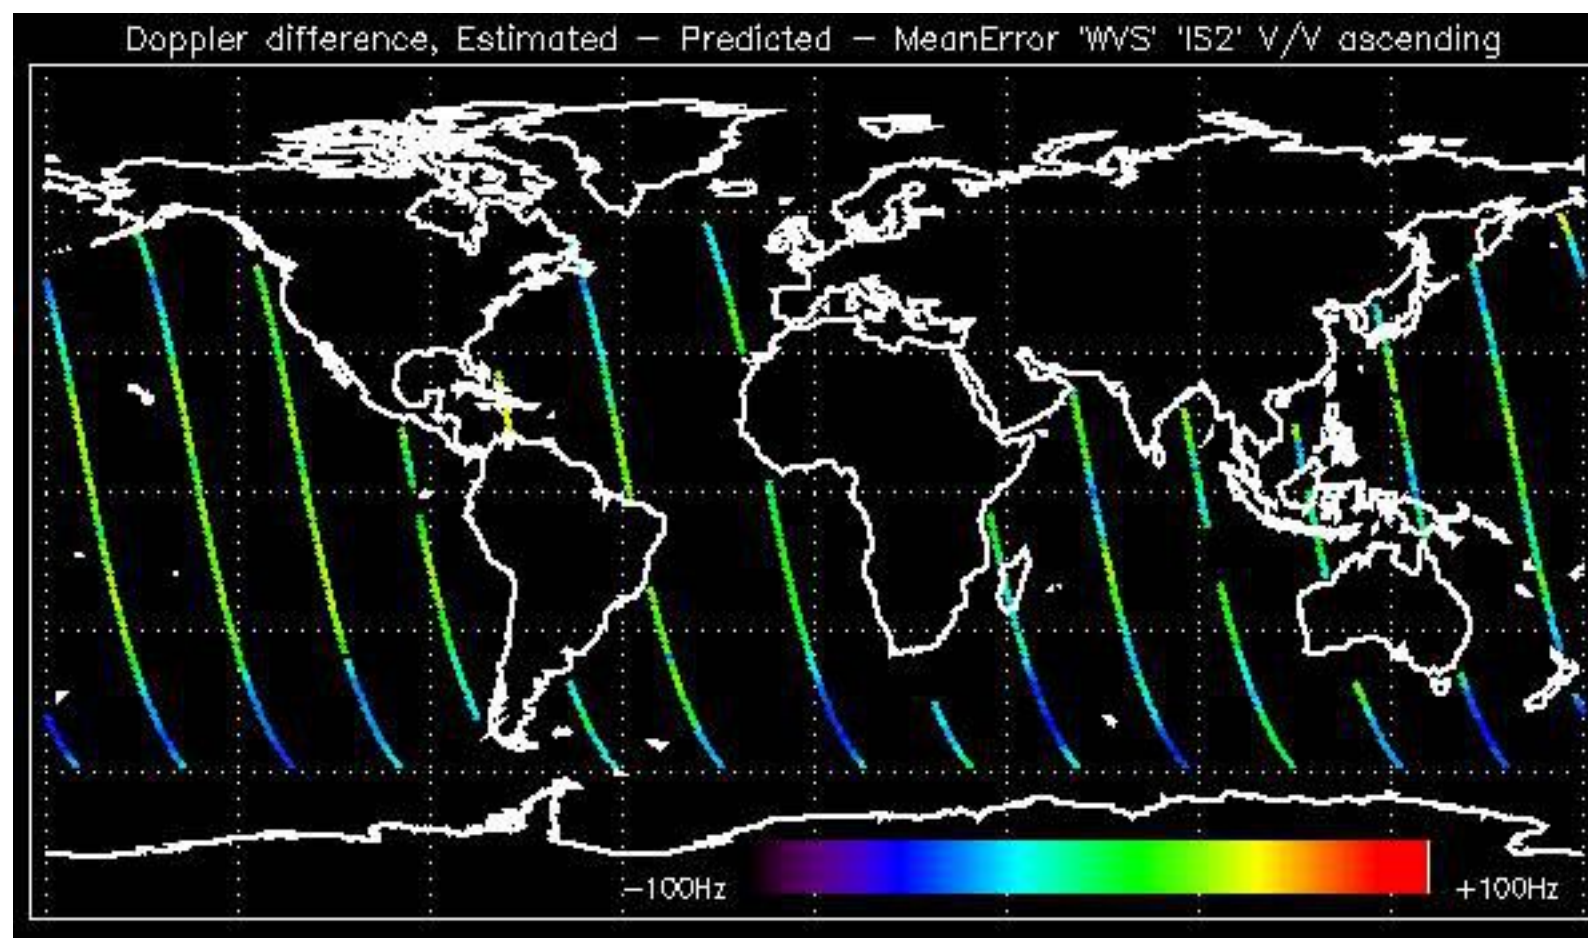 Doppler difference, Estimated – Predicted – MeanError 'WVS' 'IS2' V/V ascending
–100Hz +100Hz